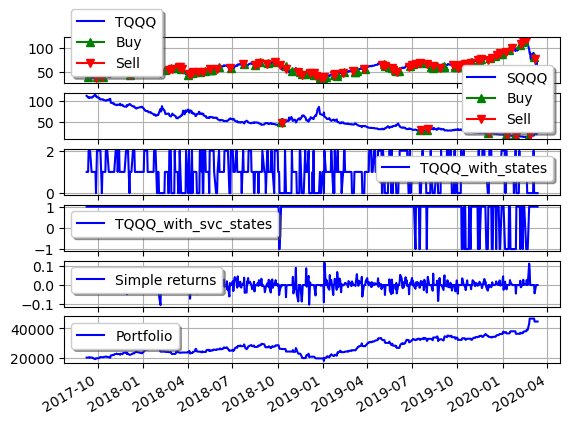 TQQQ
Buy
Sell
100
50
SQQQ
Buy
Sell
100
50
2
0
TQQQ_with_states
1
0
−1
TQQQ_with_svc_states
0.1
0.0
−0.1
Simple returns
40000
20000
Portfolio
2017-10
2018-01
2018-04
2018-07
2018-10
2019-01
2019-04
2019-07
2019-10
2020-01
2020-04